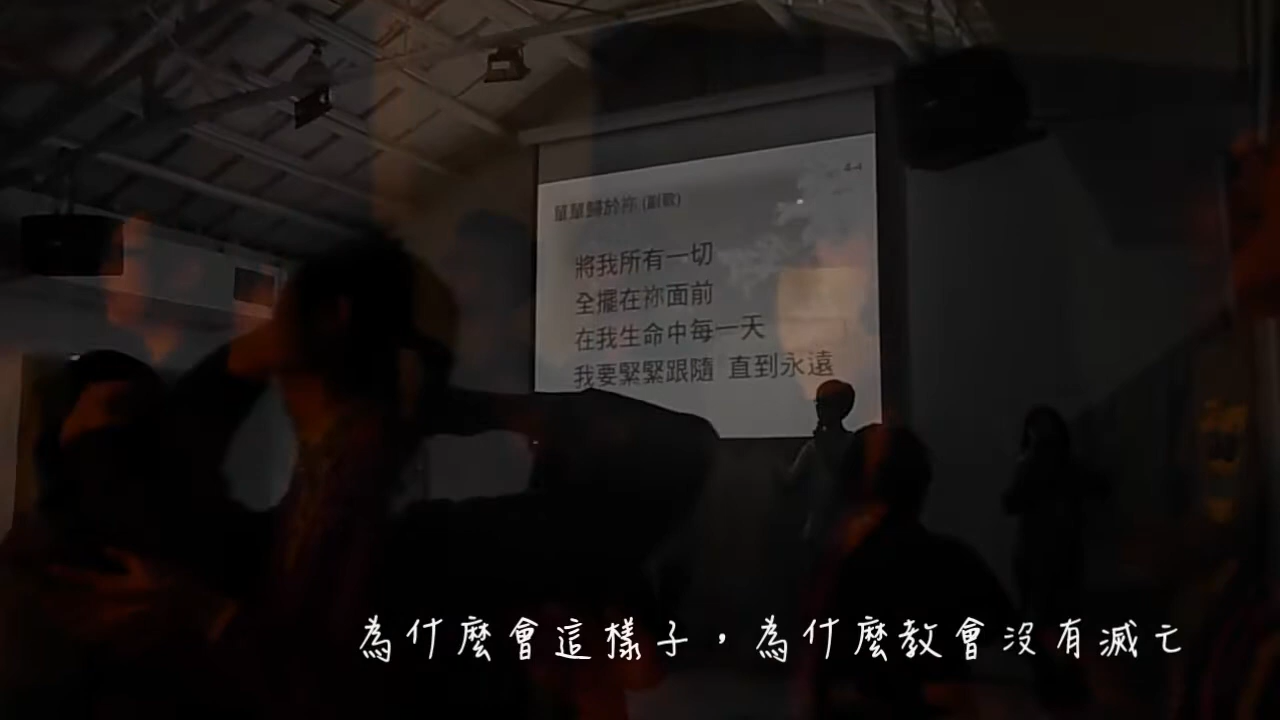 單單歸於祢 (副歌)
4-4
將我所有一切
全擺在祢面前
在我生命中每一天
我要緊緊跟隨 直到永遠
為什麼會這樣子，為什麼教會沒有滅亡